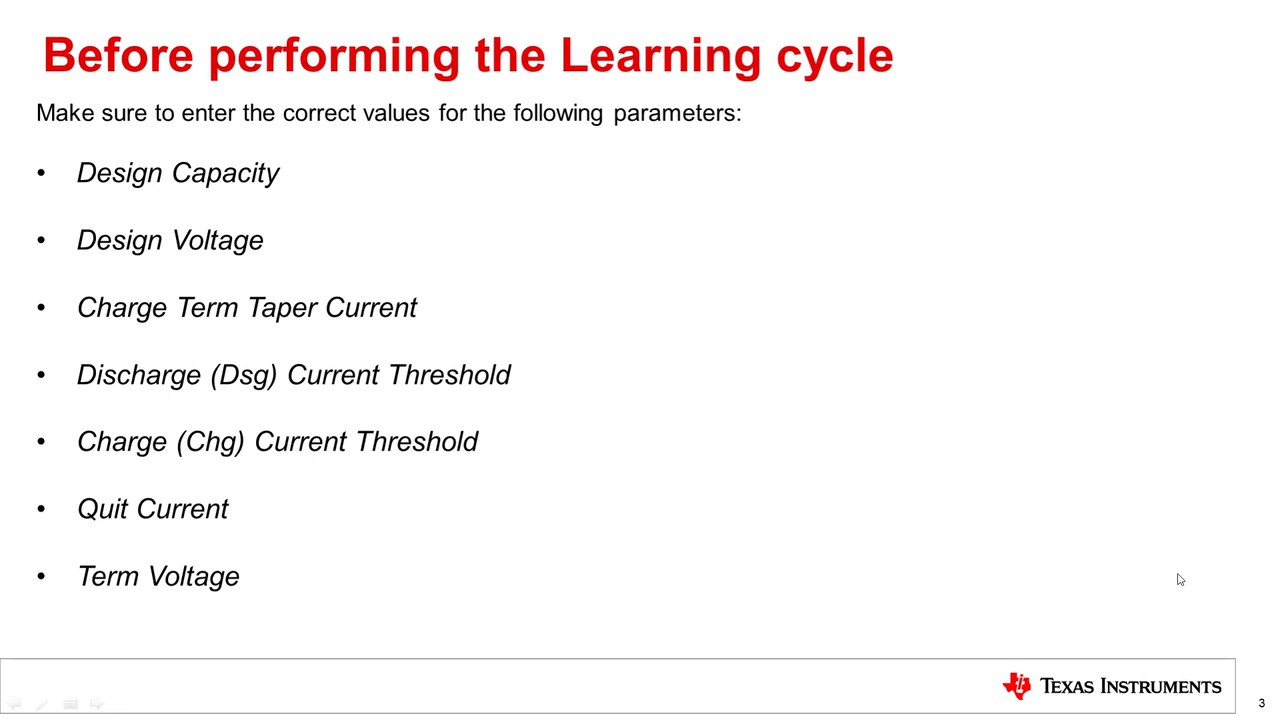 Before performing the Learning cycle
Make sure to enter the correct values for the following parameters:
• Design Capacity
• Design Voltage
• Charge Term Taper Current
• Discharge (Dsg) Current Threshold
• Charge (Chg) Current Threshold
• Quit Current
• Term Voltage
TEXAS INSTRUMENTS
3